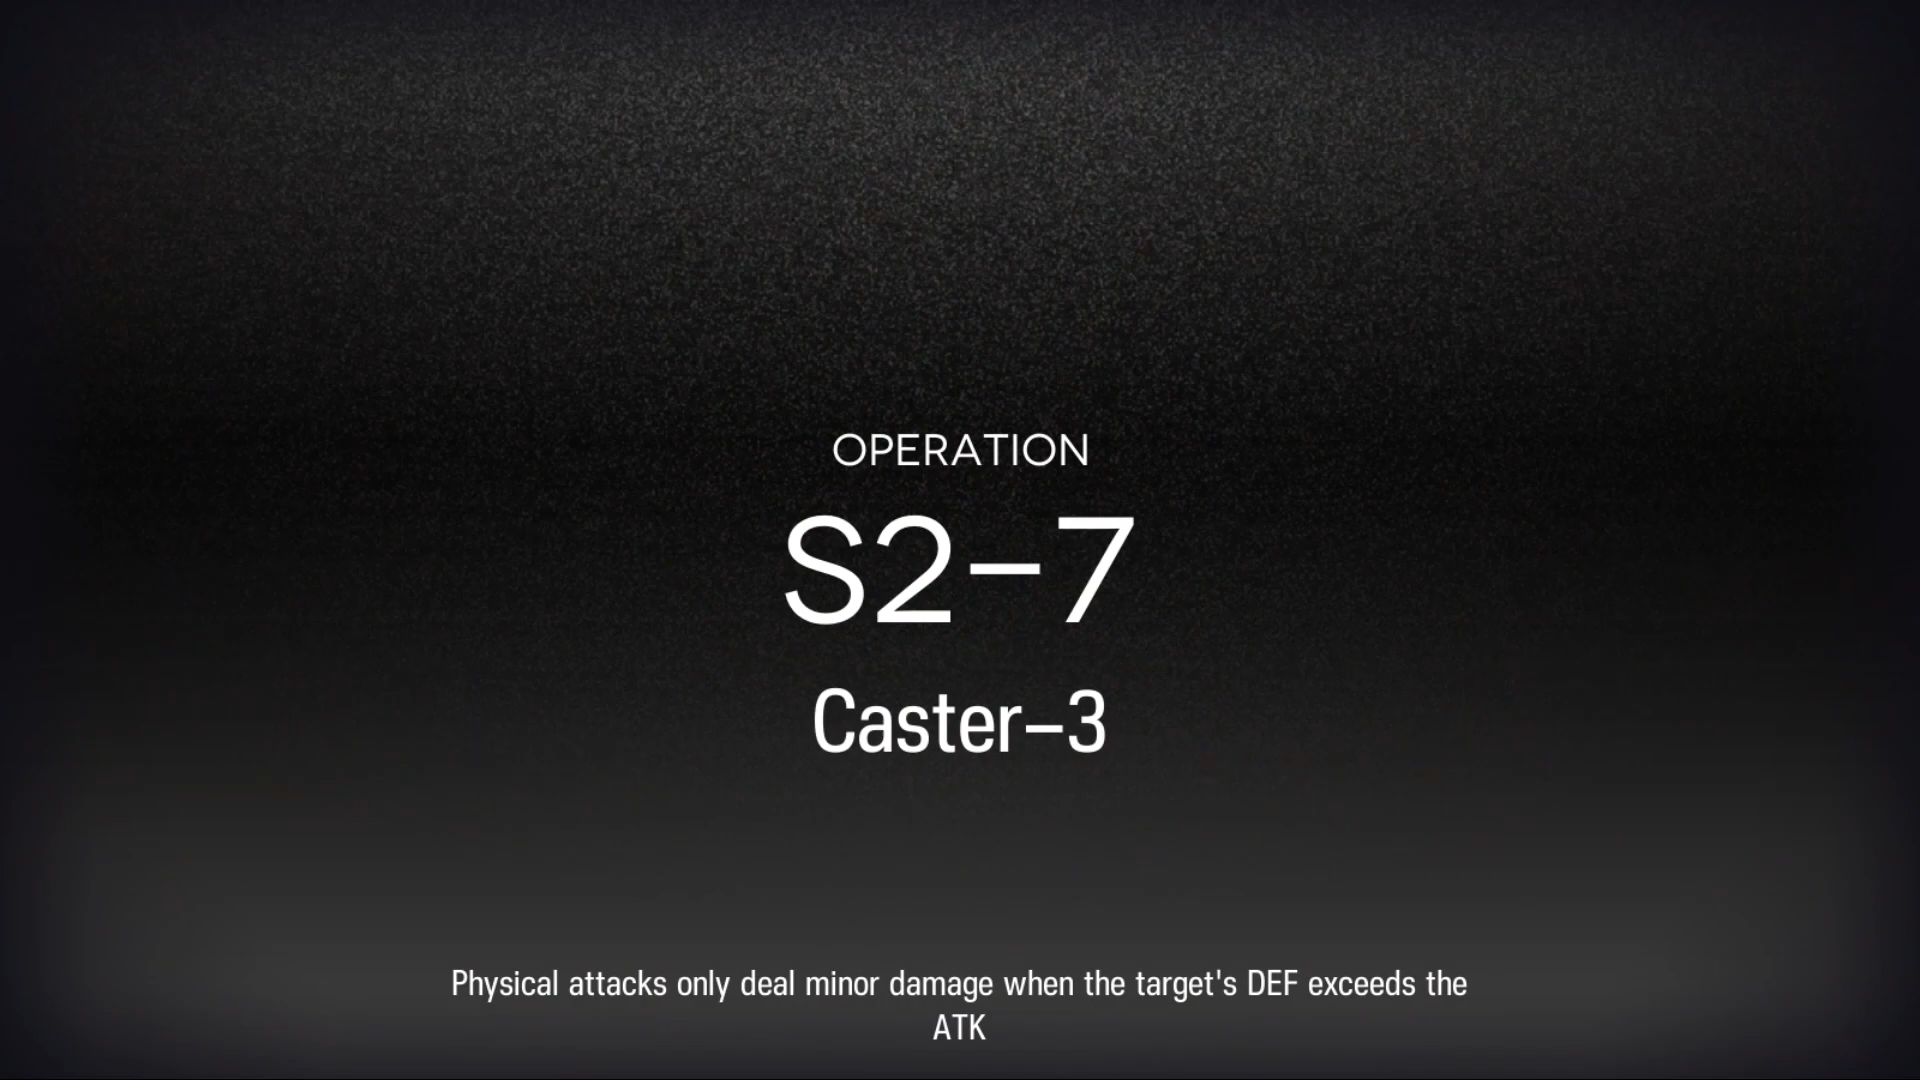 OPERATION
S2-7
Caster-3
Physical attacks only deal minor damage when the target's DEF exceeds the
ATK